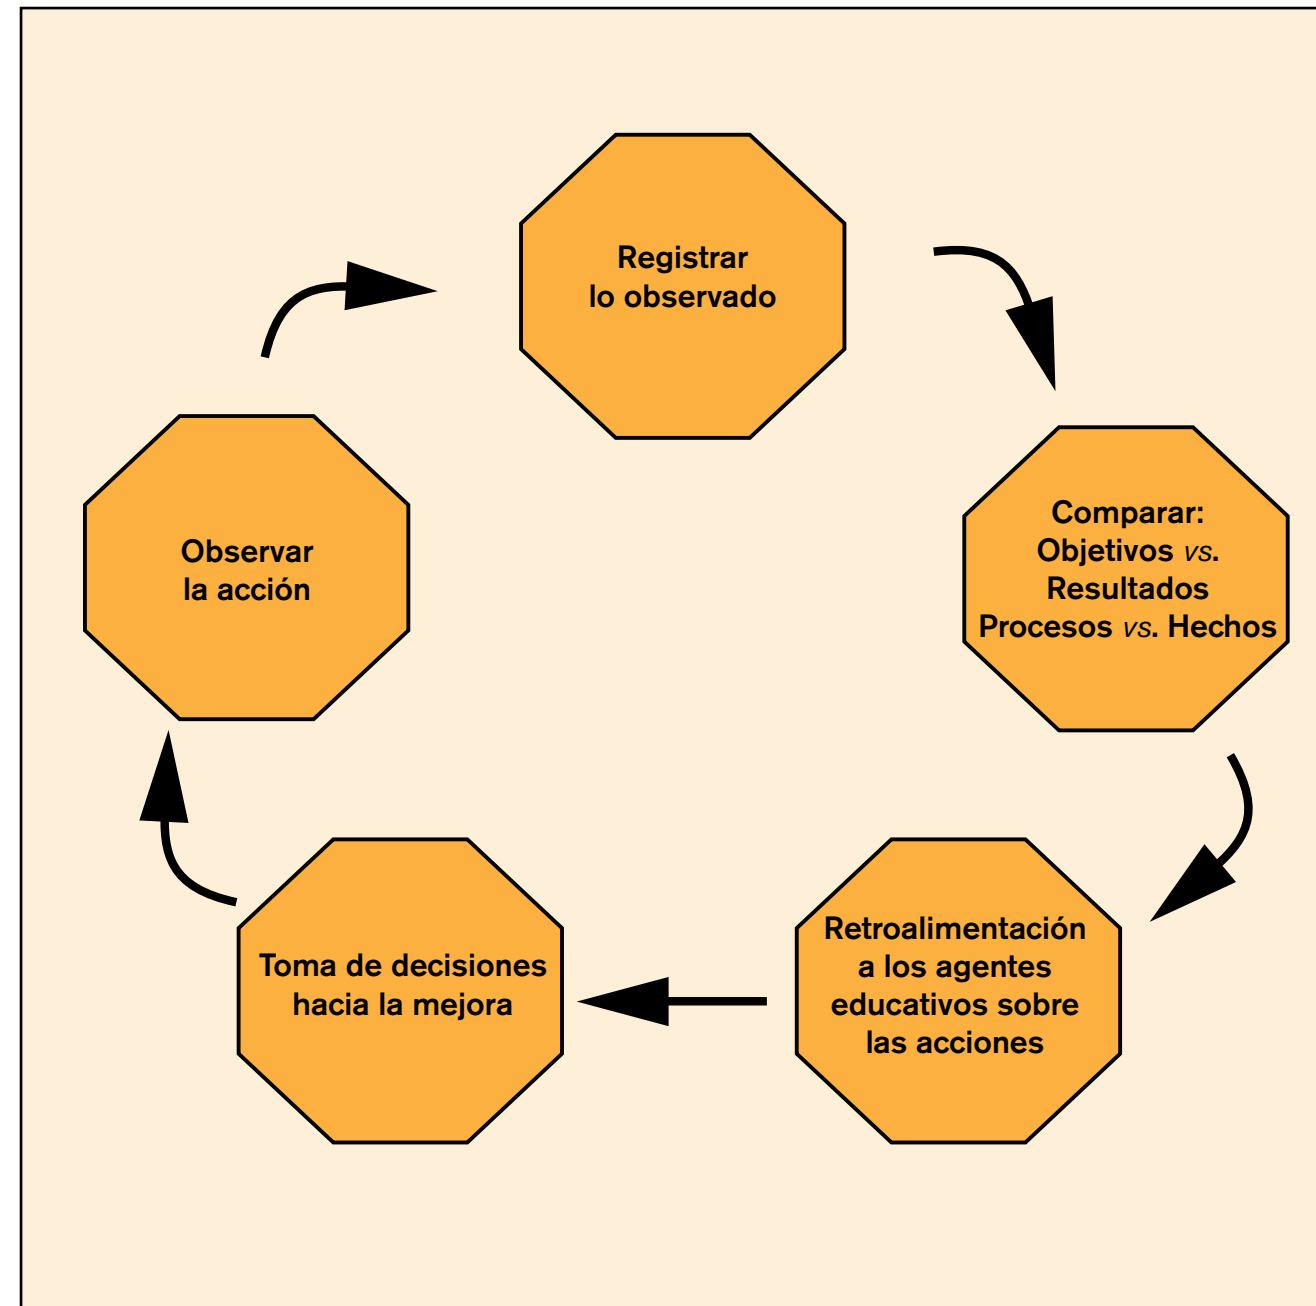 Registrar
lo observado
Comparar:
Objetivos vs.
Resultados
Procesos vs. Hechos
Retroalimentación
a los agentes
educativos sobre
las acciones
Toma de decisiones
hacia la mejora
Observar
la acción